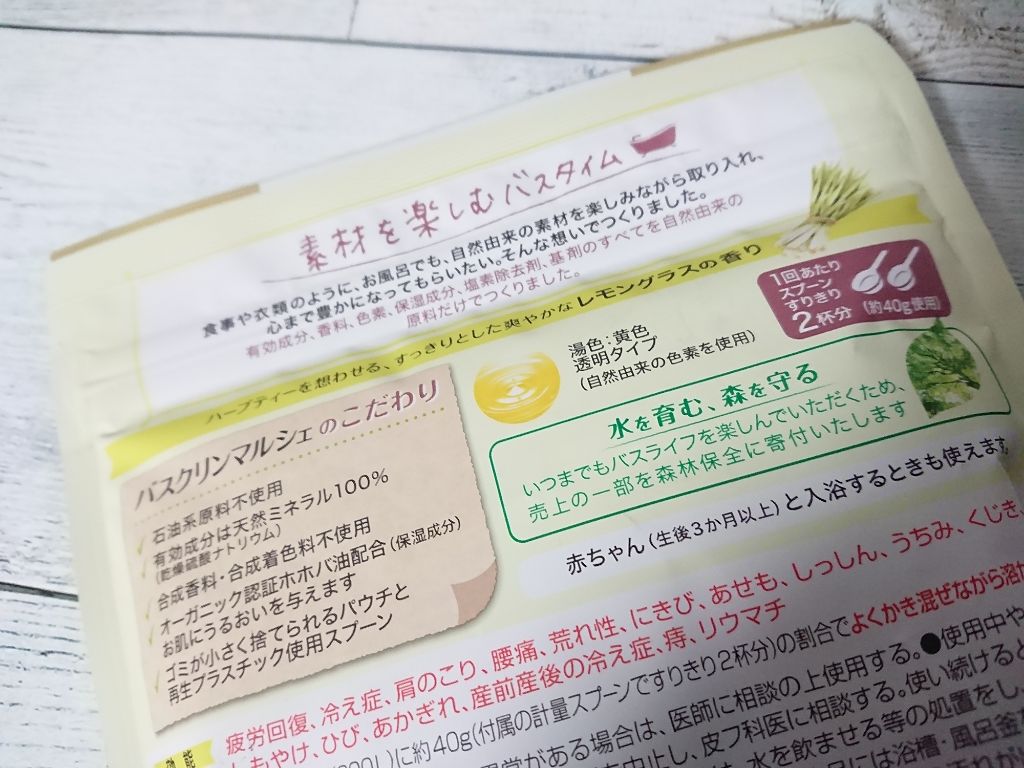 素材を楽しむバスタイム
食事や衣類のように、お風呂でも、自然由来の素材を楽しみながら取り入れ、
心まで豊かになってもらいたい。そんな想いでつくりました。
有効成分、香料、色素、保湿成分、塩素除去剤、基剤のすべてを自然由来の
原料だけでつくりました。
ハーブティーを想わせる、すっきりとした爽やかなレモングラスの香り
1回あたり
スプーン
すりきり
2杯分
(約40g使用)
湯色:黄色
透明タイプ
(自然由来の色素を使用)
バスクリンマルシェのこだわり
石油系原料不使用
有効成分は天然ミネラル100%
(乾燥硫酸ナトリウム)
合成香料・合成着色料不使用
オーガニック認証ホホバ油配合(保湿成分)
お肌にうるおいを与えます
ゴミが小さく捨てられるパウチと
再生プラスチック使用スプーン
水を育む、森を守る
いつまでもバスライフを楽しんでいただくため、
売上の一部を森林保全に寄付いたします
赤ちゃん(生後3か月以上)と入浴するときも使えます
効能
疲労回復、冷え症、肩のこり、腰痛、荒れ性、にきび、あせも、しっしん、うちみ、くじき、
しもやけ、ひび、あかぎれ、産前産後の冷え症、痔、リウマチ
に約40g(付属の計量スプーンですりきり2杯分)の割合でよくかき混ぜながら溶か
異常がある場合は、医師に相談の上使用する。●使用中や
を中止し、皮フ科医に相談する。使い続けると
は、水を飲ませる等の処置をし、
には浴槽・風呂釜